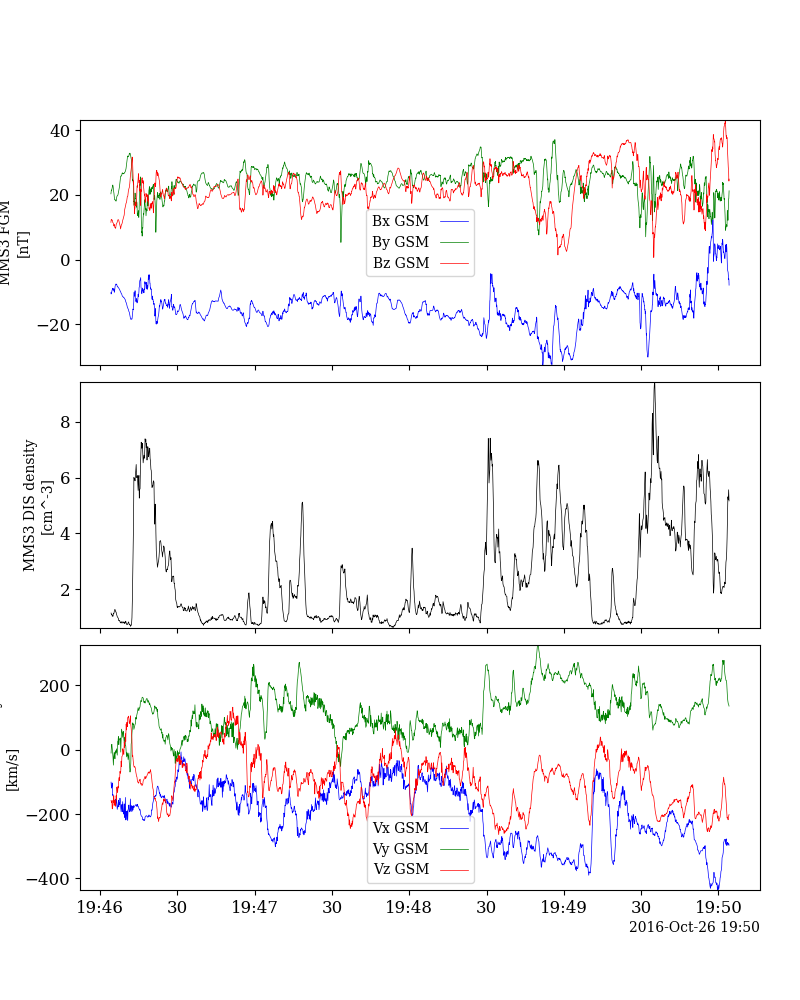 40
20
0
−20
MMS3 FGM
[nT]
Bx GSM
By GSM
Bz GSM
8
6
4
2
MMS3 DIS density
[cm^-3]
200
0
−200
−400
[km/s]
Vx GSM
Vy GSM
Vz GSM
19:46 30 19:47 30 19:48 30 19:49 30 19:50
2016-Oct-26 19:50